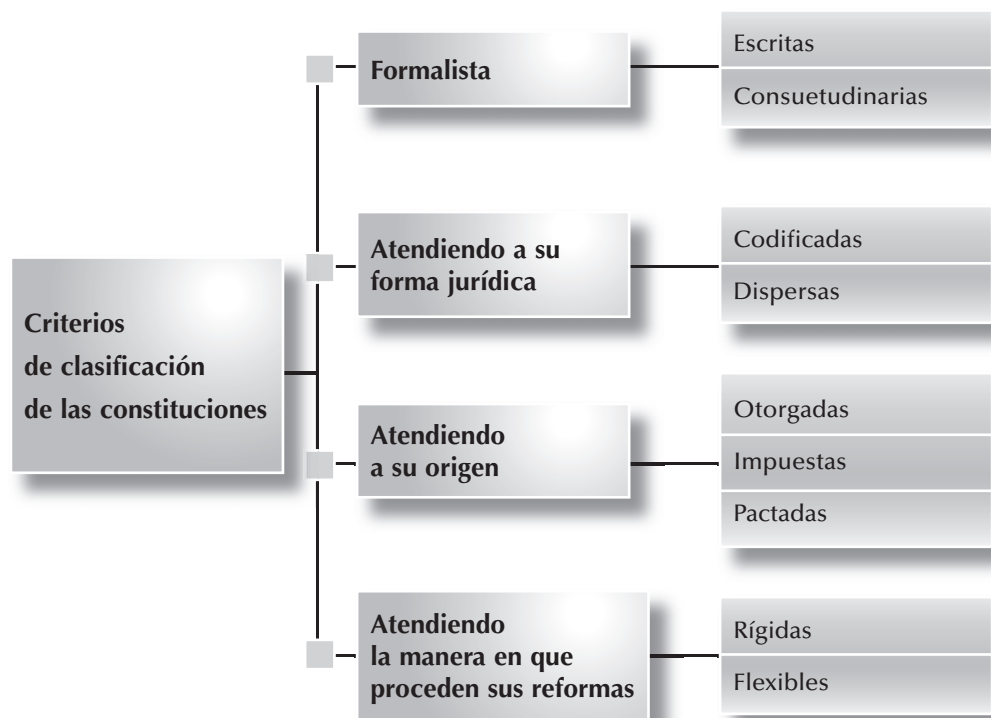 Criterios
de clasificación
de las constituciones
Formalista
Escritas
Consuetudinarias
Atendiendo a su
forma jurídica
Codificadas
Dispersas
Atendiendo
a su origen
Otorgadas
Impuestas
Pactadas
Atendiendo
la manera en que
proceden sus reformas
Rígidas
Flexibles